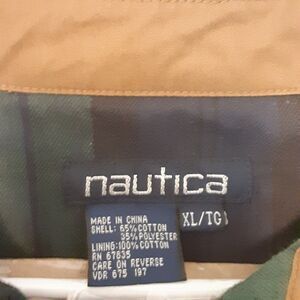 nautica
XL/TG
MADE IN CHINA
SHELL: 65% COTTON
35% POLYESTER
LINING: 100% COTTON
RN 67835
CARE ON REVERSE
VDR 675 197